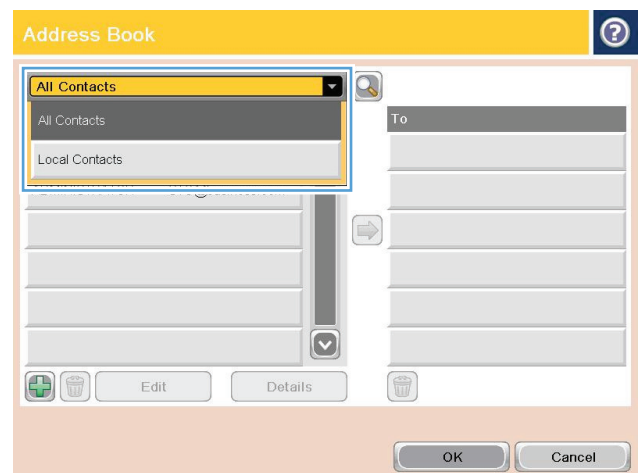 Address Book
All Contacts
All Contacts
To
Local Contacts
Edit
Details
OK
Cancel